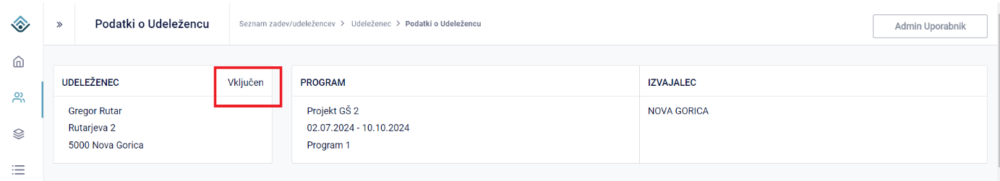 Podatki o Udeležencu
Seznam zadev/udeležencev > Udeleženec > Podatki o Udeležencu
Admin Uporabnik
UDELEŽENEC
Vključen
Gregor Rutar
Rutarjeva 2
5000 Nova Gorica
PROGRAM
Projekt GŠ 2
02.07.2024 - 10.10.2024
Program 1
IZVAJALEC
NOVA GORICA